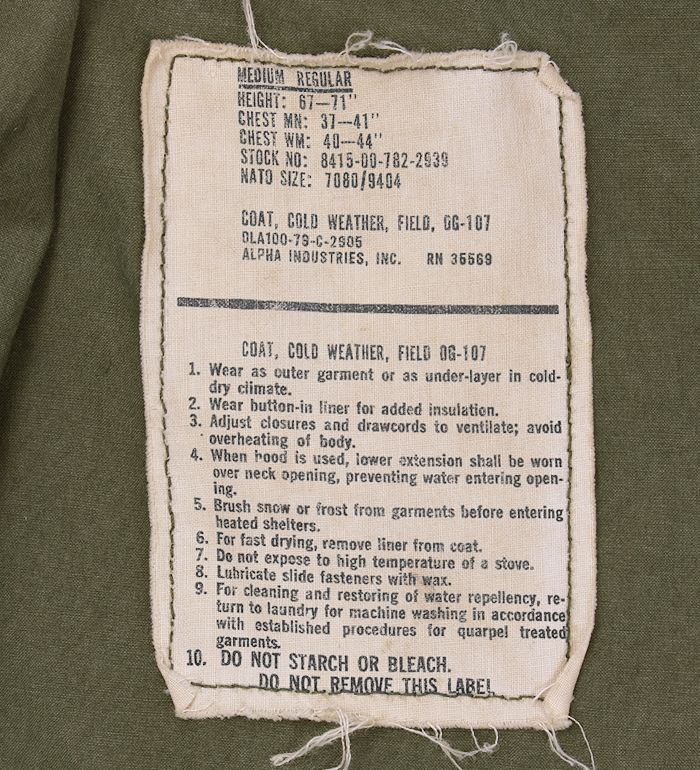 MEDIUM REGULAR
HEIGHT: 67—71"
CHEST MN: 37—41"
CHEST WM: 40—44"
STOCK NO: 8415-00-782-2939
NATO SIZE: 7080/9404
COAT, COLD WEATHER, FIELD, OG-107
DLA100-79-C-2905
ALPHA INDUSTRIES, INC. RN 36569
COAT, COLD WEATHER, FIELD OG-107
1. Wear as outer garment or as under-layer in cold-
dry climate.
2. Wear button-in liner for added insulation.
3. Adjust closures and drawcords to ventilate; avoid
overheating of body.
4. When hood is used, lower extension shall be worn
over neck opening, preventing water entering open-
ing.
5. Brush snow or frost from garments before entering
heated shelters.
6. For fast drying, remove liner from coat.
7. Do not expose to high temperature of a stove.
8. Lubricate slide fasteners with wax.
9. For cleaning and restoring of water repellency, re-
turn to laundry for machine washing in accordance
with established procedures for quarpel treated
garments.
10. DO NOT STARCH OR BLEACH.
DO NOT REMOVE THIS LABEL